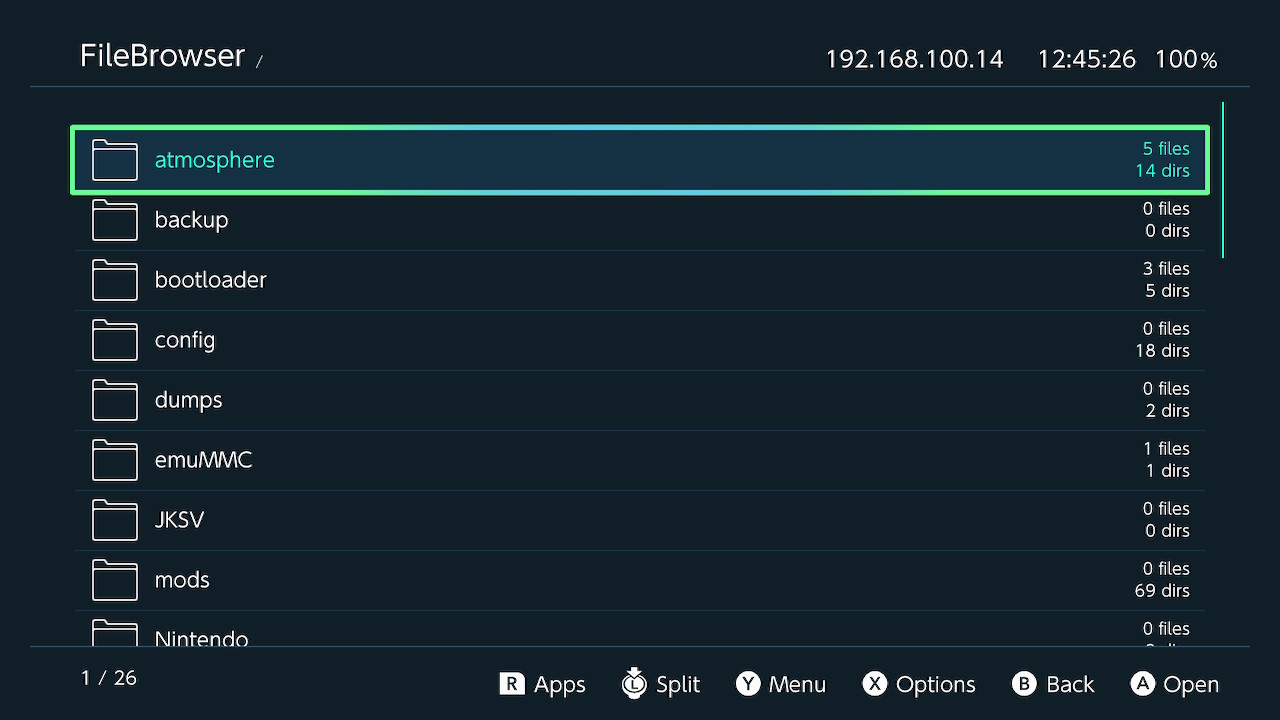 FileBrowser / 192.168.100.14 12:45:26 100%
atmosphere 5 files
14 dirs
backup 0 files
0 dirs
bootloader 3 files
5 dirs
config 0 files
18 dirs
dumps 0 files
2 dirs
emuMMC 1 files
1 dirs
JKSV 0 files
0 dirs
mods 0 files
69 dirs
Nintendo 0 files
1 / 26 R Apps L Split Y Menu X Options B Back A Open